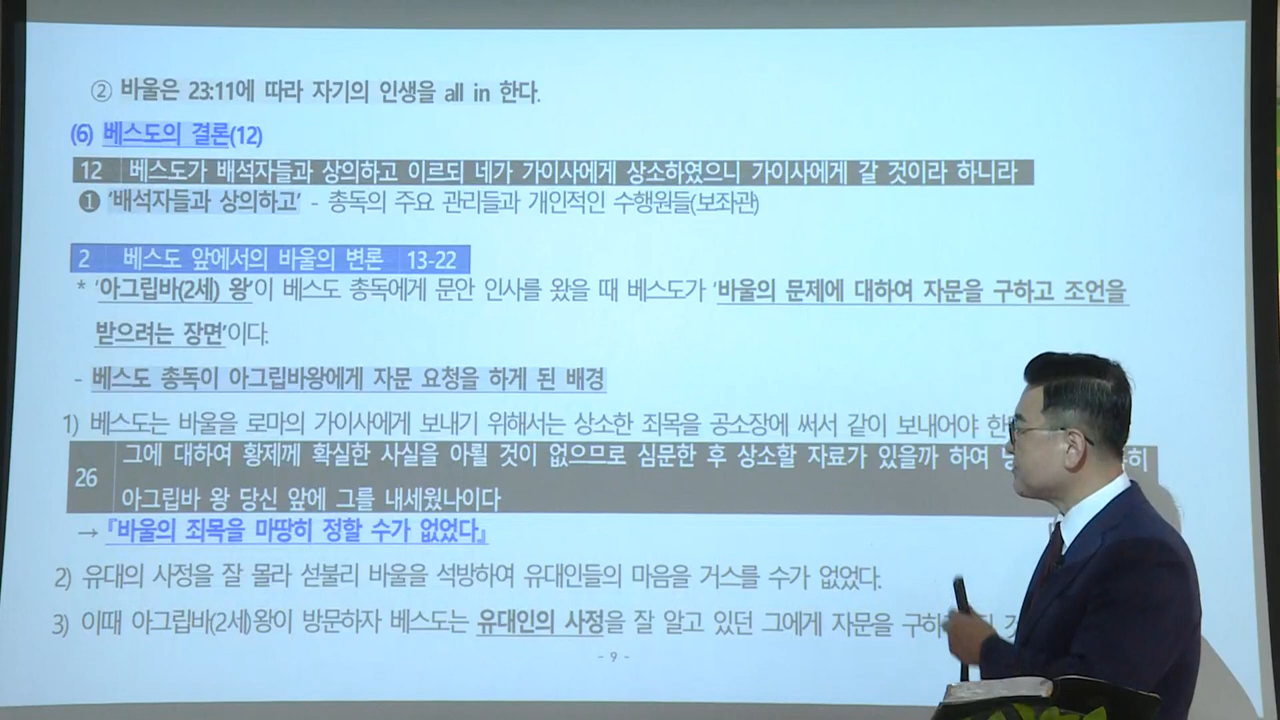 ② 바울은 23:11에 따라 자기의 인생을 all in 한다.
(6) 베스도의 결론(12)
12 베스도가 배석자들과 상의하고 이르되 네가 가이사에게 상소하였으니 가이사에게 갈 것이라 하니라
❶ '배석자들과 상의하고' - 총독의 주요 관리들과 개인적인 수행원들(보좌관)
2 베스도 앞에서의 바울의 변론 13-22
* '아그립바(2세) 왕'이 베스도 총독에게 문안 인사를 왔을 때 베스도가 '바울의 문제에 대하여 자문을 구하고 조언을
받으려는 장면'이다.
- 베스도 총독이 아그립바왕에게 자문 요청을 하게 된 배경
1) 베스도는 바울을 로마의 가이사에게 보내기 위해서는 상소한 죄목을 공소장에 써서 같이 보내어야
26 그에 대하여 황제께 확실한 사실을 아뢸 것이 없으므로 심문한 후 상소할 자료가 있을까 하여
아그립바 왕 당신 앞에 그를 내세웠나이다
→ 『바울의 죄목을 마땅히 정할 수가 없었다』
2) 유대의 사정을 잘 몰라 섣불리 바울을 석방하여 유대인들의 마음을 거스를 수가 없었다.
3) 이때 아그립바(2세)왕이 방문하자 베스도는 유대인의 사정을 잘 알고 있던 그에게 자문을
- 9 -